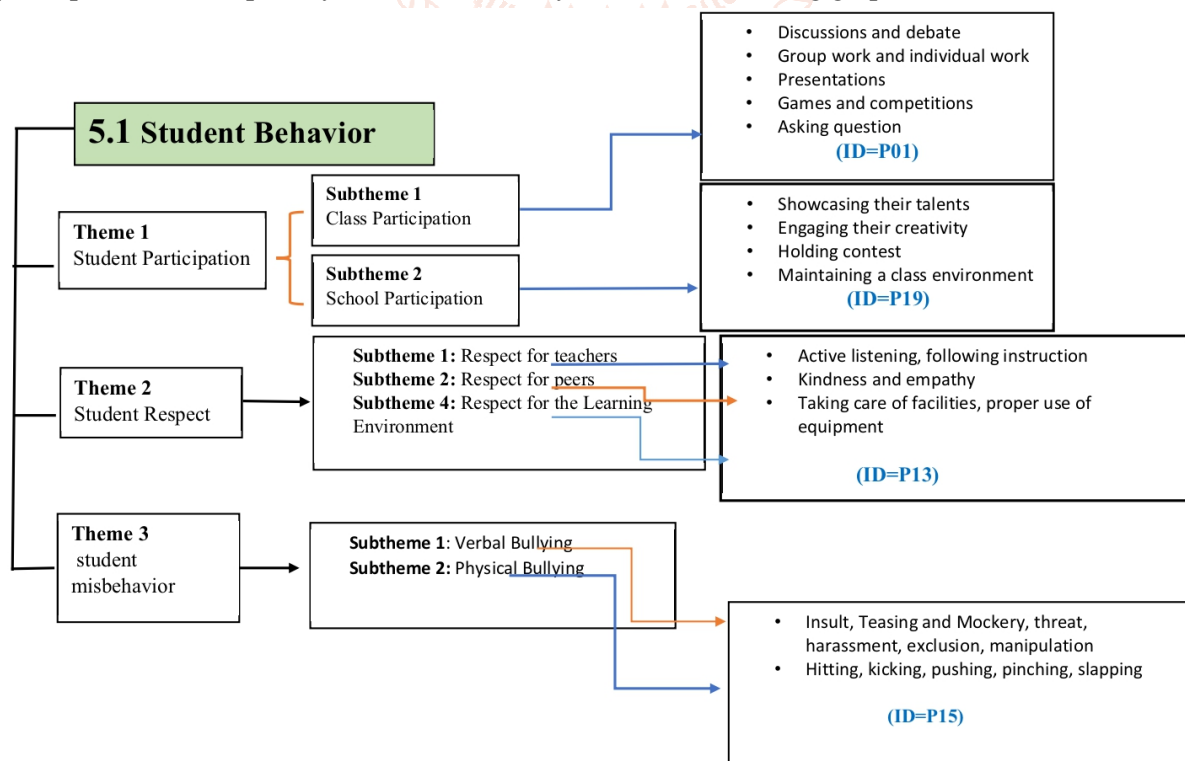 5.1 Student Behavior
Theme 1
Student Participation
Subtheme 1
Class Participation
Subtheme 2
School Participation
• Discussions and debate
• Group work and individual work
• Presentations
• Games and competitions
• Asking question
(ID=P01)
• Showcasing their talents
• Engaging their creativity
• Holding contest
• Maintaining a class environment
(ID=P19)
Theme 2
Student Respect
Subtheme 1: Respect for teachers
Subtheme 2: Respect for peers
Subtheme 4: Respect for the Learning
Environment
• Active listening, following instruction
• Kindness and empathy
• Taking care of facilities, proper use of
equipment
(ID=P13)
Theme 3
student
misbehavior
Subtheme 1: Verbal Bullying
Subtheme 2: Physical Bullying
• Insult, Teasing and Mockery, threat,
harassment, exclusion, manipulation
• Hitting, kicking, pushing, pinching, slapping
(ID=P15)